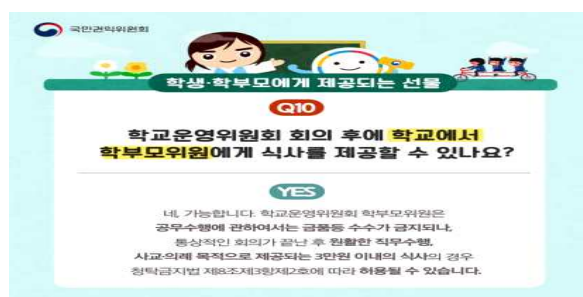 국민권익위원회
학생·학부모에게 제공되는 선물
Q10
학교운영위원회 회의 후에 학교에서
학부모위원에게 식사를 제공할 수 있나요?
YES
네, 가능합니다. 학교운영위원회 학부모위원은
공무수행에 관하여서는 금품등 수수가 금지되나,
통상적인 회의가 끝난 후 원활한 직무수행,
사교·의례 목적으로 제공되는 3만원 이내의 식사의 경우
청탁금지법 제8조제3항제2호에 따라 허용될 수 있습니다.